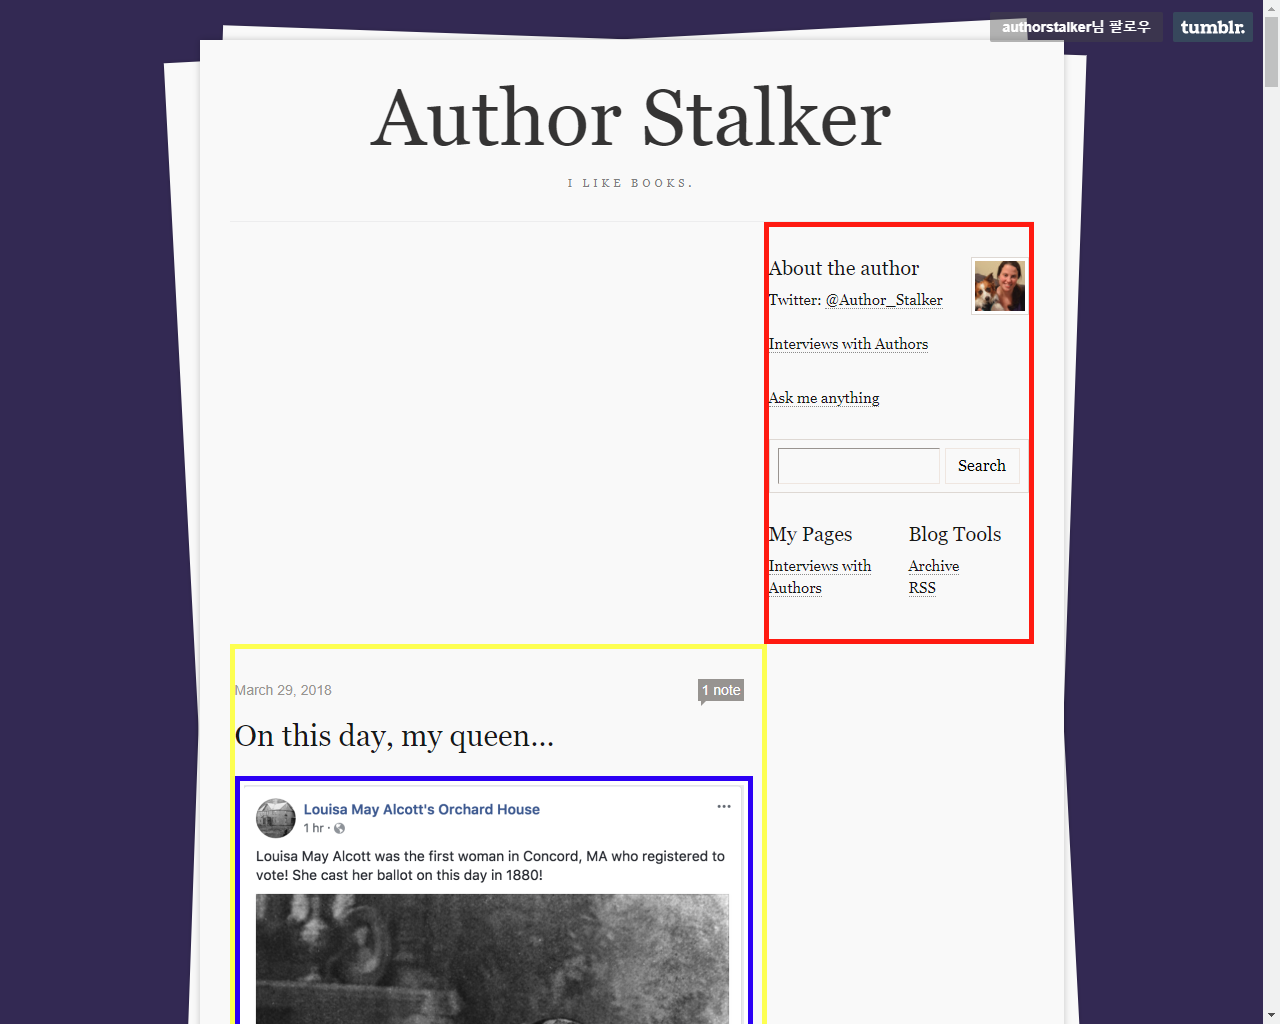 authorstalker님 팔로우
tumblr.
Author Stalker
I LIKE BOOKS.
About the author
Twitter: @Author_Stalker
Interviews with Authors
Ask me anything
Search
My Pages
Interviews with
Authors
Blog Tools
Archive
RSS
March 29, 2018
1 note
On this day, my queen...
Louisa May Alcott's Orchard House
1 hr ·
Louisa May Alcott was the first woman in Concord, MA who registered to
vote! She cast her ballot on this day in 1880!